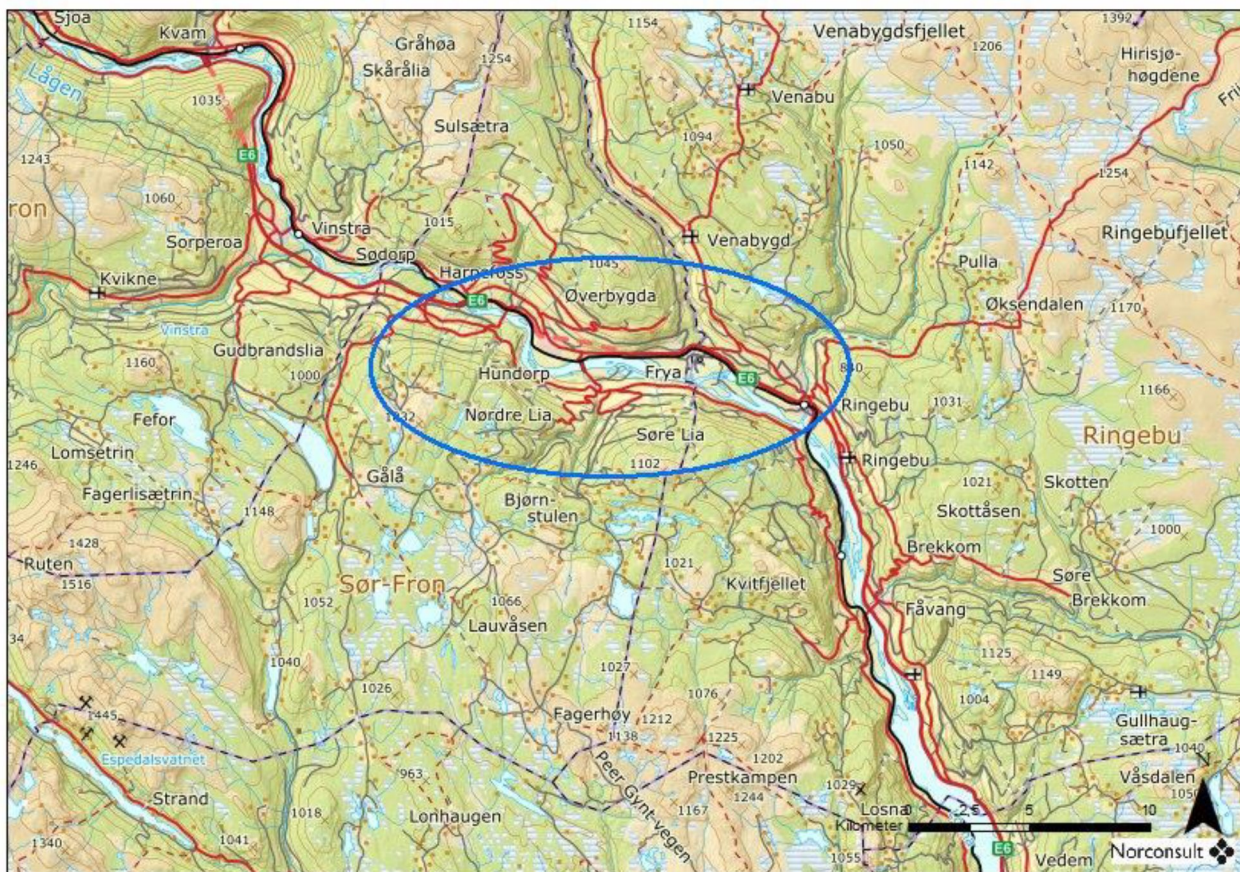 Sjoa
Kvam
Gråhøa
1154
Venabygdsfjellet
1392
1206
Hirisjø-
høgdene
Lågen
Skårålia
1254
1035
Sulsætra
1094
Venabu
1050
1243
E6
1142
1254
1060
ron
Sorperoa
Vinstra
1015
Venabygd
Ringebufjellet
Sødorp
Kvikne
1045
Pulla
Øverbygda
E6
Øksendalen
1170
Vinstra
Gudbrandslia
1160
1000
Hundorp
Frya
E6
1166
Fefor
Nørdre Lia
Ringebu
1031
Lomsetrin
Søre Lia
Ringebu
1246
1102
Ringebu
Fagerlisætrin
Gålå
1021
Skotten
1148
Bjørn-
stulen
Skottåsen
1000
1428
Ruten
1516
Brekkom
1021
Sør-Fron
Kvitfjellet
Søre
Brekkom
1052
1066
Lauvåsen
Fåvang
34
1040
1125
1149
1027
1026
1076
1004
Fagerhøy
1212
1445
1138
1225
Gullhaug-
sætra
1202
1040
Espedalsvatnet
963
Prestkampen
1029
Våsdalen
Strand
1244
Losna
0
2,5
5
10
1018
Peer Gynt-vegen
1167
Kilometer
Lonhaugen
1340
1041
1055
E6
Vedem
Norconsult